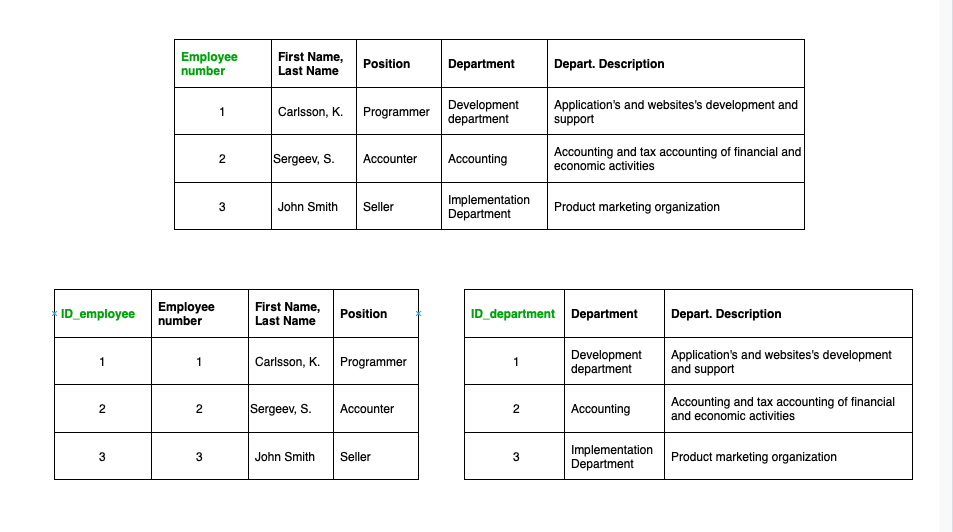 Employee number
First Name, Last Name
Position
Department
Depart. Description
1
Carlsson, K.
Programmer
Development department
Application's and websites's development and support
2
Sergeev, S.
Accounter
Accounting
Accounting and tax accounting of financial and economic activities
3
John Smith
Seller
Implementation Department
Product marketing organization
ID_employee
Employee number
First Name, Last Name
Position
1
1
Carlsson, K.
Programmer
2
2
Sergeev, S.
Accounter
3
3
John Smith
Seller
ID_department
Department
Depart. Description
1
Development department
Application's and websites's development and support
2
Accounting
Accounting and tax accounting of financial and economic activities
3
Implementation Department
Product marketing organization